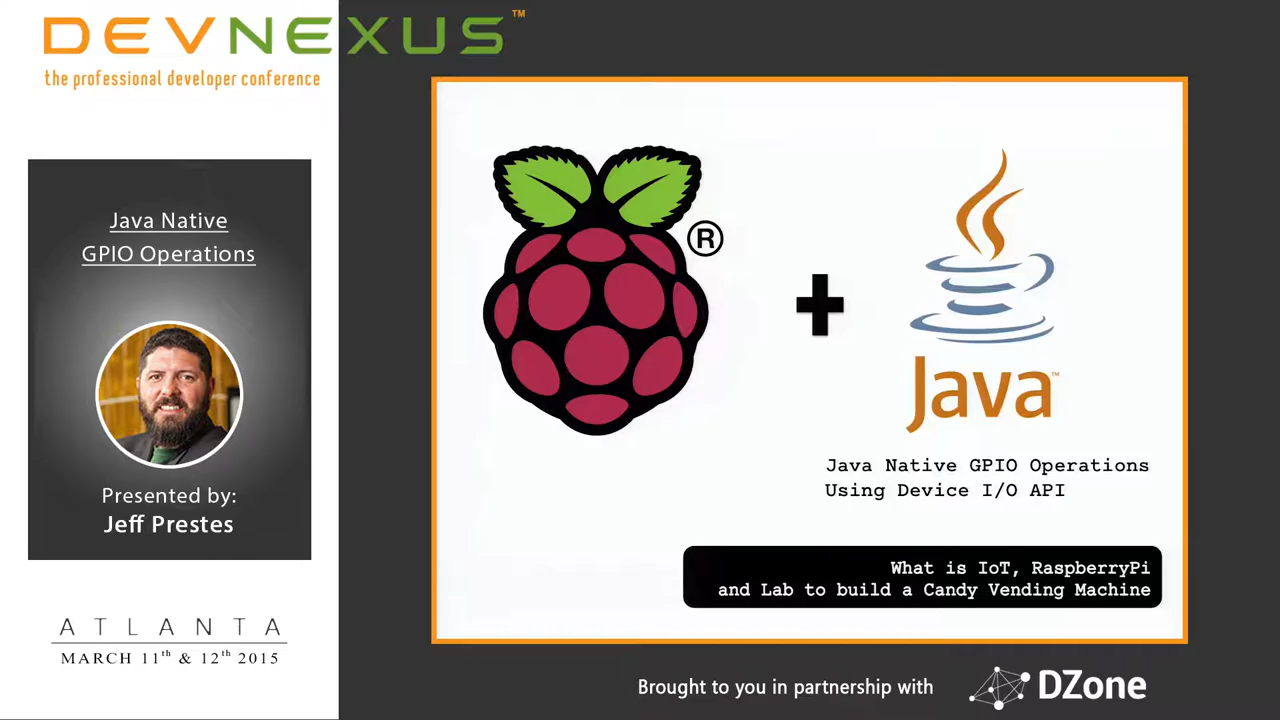 DEVNEXUS™
the professional developer conference
Java Native
GPIO Operations
Presented by:
Jeff Prestes
ATLANTA
MARCH 11th & 12th 2015
®
+
Java™
Java Native GPIO Operations
Using Device I/O API
What is IoT, RaspberryPi
and Lab to build a Candy Vending Machine
Brought to you in partnership with
DZone